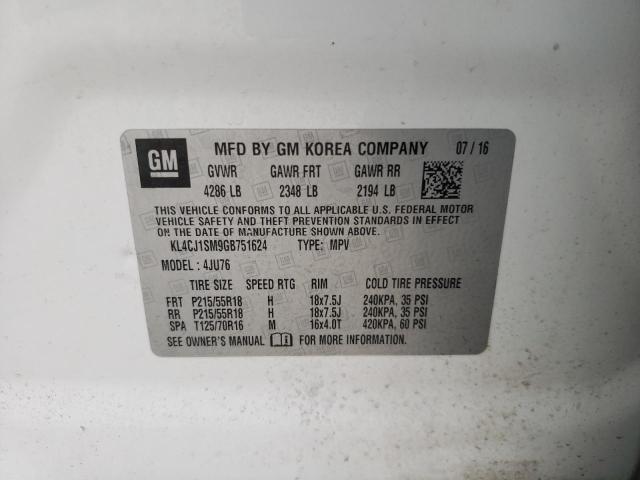 GM MFD BY GM KOREA COMPANY 07/16
GVWR GAWR FRT GAWR RR
4286 LB 2348 LB 2194 LB
THIS VEHICLE CONFORMS TO ALL APPLICABLE U.S. FEDERAL MOTOR
VEHICLE SAFETY AND THEFT PREVENTION STANDARDS IN EFFECT
ON THE DATE OF MANUFACTURE SHOWN ABOVE.
KL4CJ1SM9GB751624 TYPE: MPV
MODEL: 4JU76
TIRE SIZE SPEED RTG RIM COLD TIRE PRESSURE
FRT P215/55R18 H 18x7.5J 240KPA, 35 PSI
RR P215/55R18 H 18x7.5J 240KPA, 35 PSI
SPA T125/70R16 M 16x4.0T 420KPA, 60 PSI
SEE OWNER'S MANUAL FOR MORE INFORMATION.